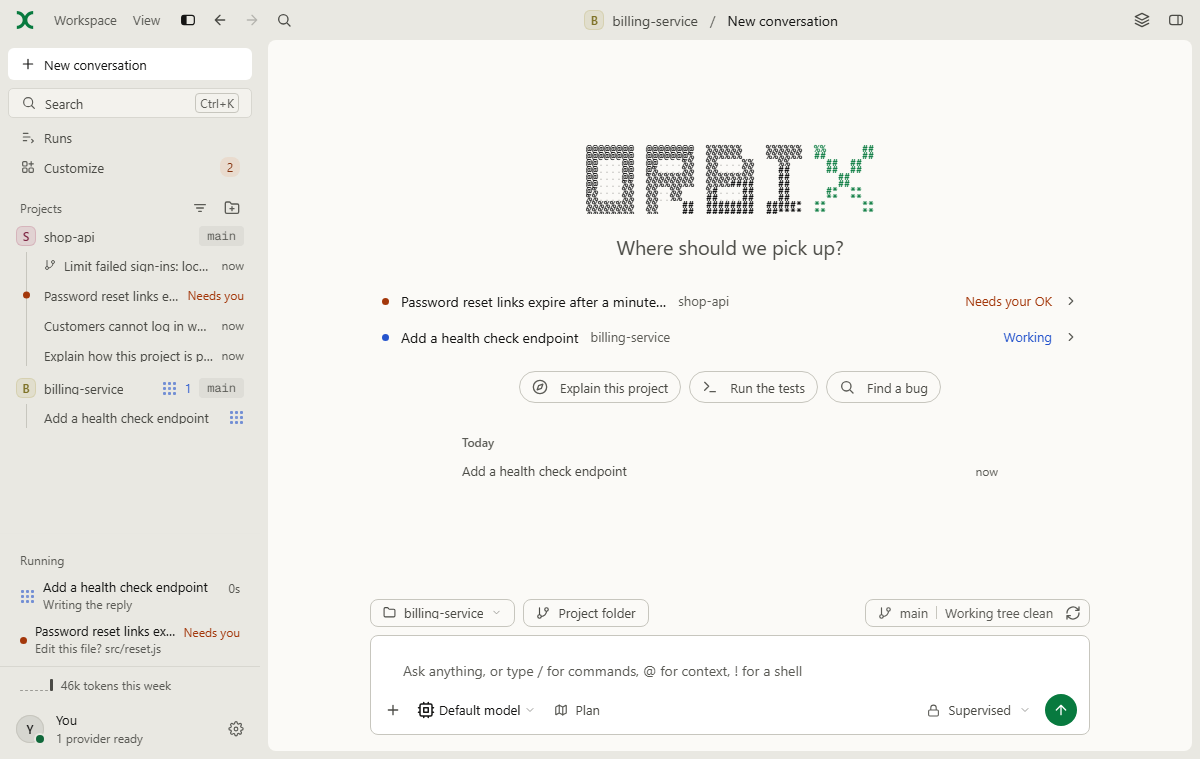 Workspace View
B billing-service / New conversation
New conversation
Search Ctrl+K
Runs
Customize 2
Projects
S shop-api main
Limit failed sign-ins: loc... now
Password reset links e... Needs you
Customers cannot log in w... now
Explain how this project is p... now
B billing-service 1 main
Add a health check endpoint
Running
Add a health check endpoint 0s
Writing the reply
Password reset links ex... Needs you
Edit this file? src/reset.js
46k tokens this week
Y You
1 provider ready
ORBIX
Where should we pick up?
Password reset links expire after a minute... shop-api Needs your OK
Add a health check endpoint billing-service Working
Explain this project Run the tests Find a bug
Today
Add a health check endpoint now
billing-service Project folder main Working tree clean
Ask anything, or type / for commands, @ for context, ! for a shell
Default model Plan Supervised